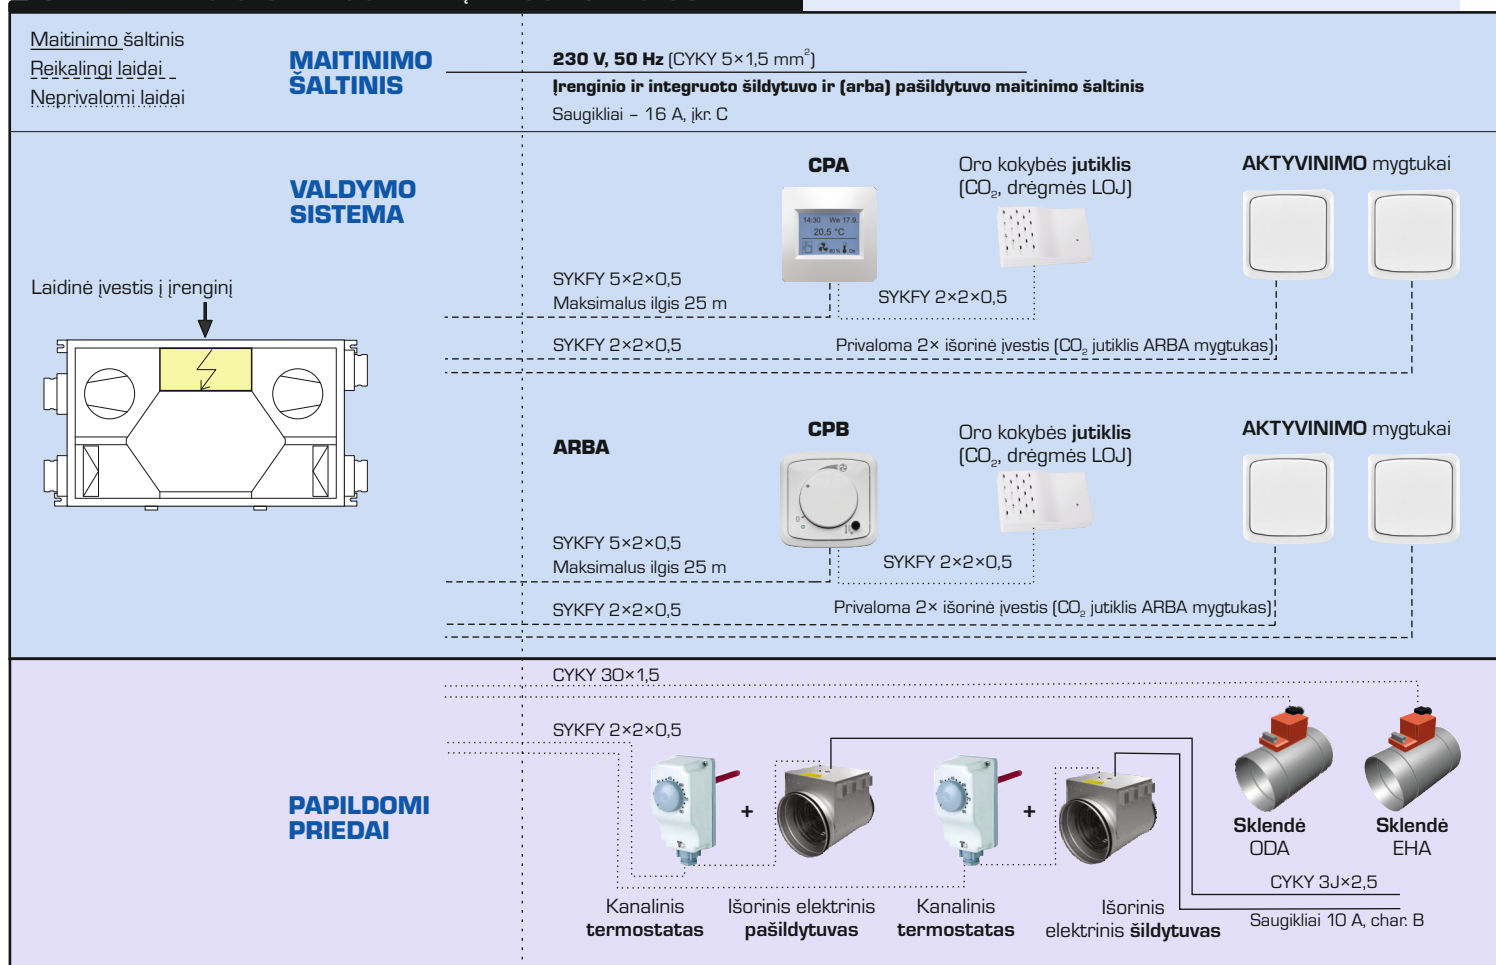 Maitinimo šaltinis
Reikalingi laidai
Neprivalomi laidai
MAITINIMO
ŠALTINIS
230 V, 50 Hz (CYKY 5×1,5 mm²)
Įrenginio ir integruoto šildytuvo ir (arba) pašildytuvo maitinimo šaltinis
Saugikliai – 16 A, įkr. C
VALDYMO
SISTEMA
Laidinė įvestis į įrenginį
CPA
14:30 We 17.9.
20,5 °C
Oro kokybės jutiklis
(CO₂, drėgmės LOJ)
AKTYVINIMO mygtukai
SYKFY 5×2×0,5
Maksimalus ilgis 25 m
SYKFY 2×2×0,5
SYKFY 2×2×0,5
Privaloma 2× išorinė įvestis (CO₂ jutiklis ARBA mygtukas)
ARBA
CPB
Oro kokybės jutiklis
(CO₂, drėgmės LOJ)
AKTYVINIMO mygtukai
SYKFY 5×2×0,5
Maksimalus ilgis 25 m
SYKFY 2×2×0,5
SYKFY 2×2×0,5
Privaloma 2× išorinė įvestis (CO₂ jutiklis ARBA mygtukas)
PAPILDOMI
PRIEDAI
CYKY 3O×1,5
SYKFY 2×2×0,5
+
+
Kanalinis
termostatas
Išorinis elektrinis
pašildytuvas
Kanalinis
termostatas
Išorinis
elektrinis šildytuvas
Sklendė
ODA
Sklendė
EHA
CYKY 3J×2,5
Saugikliai 10 A, char. B